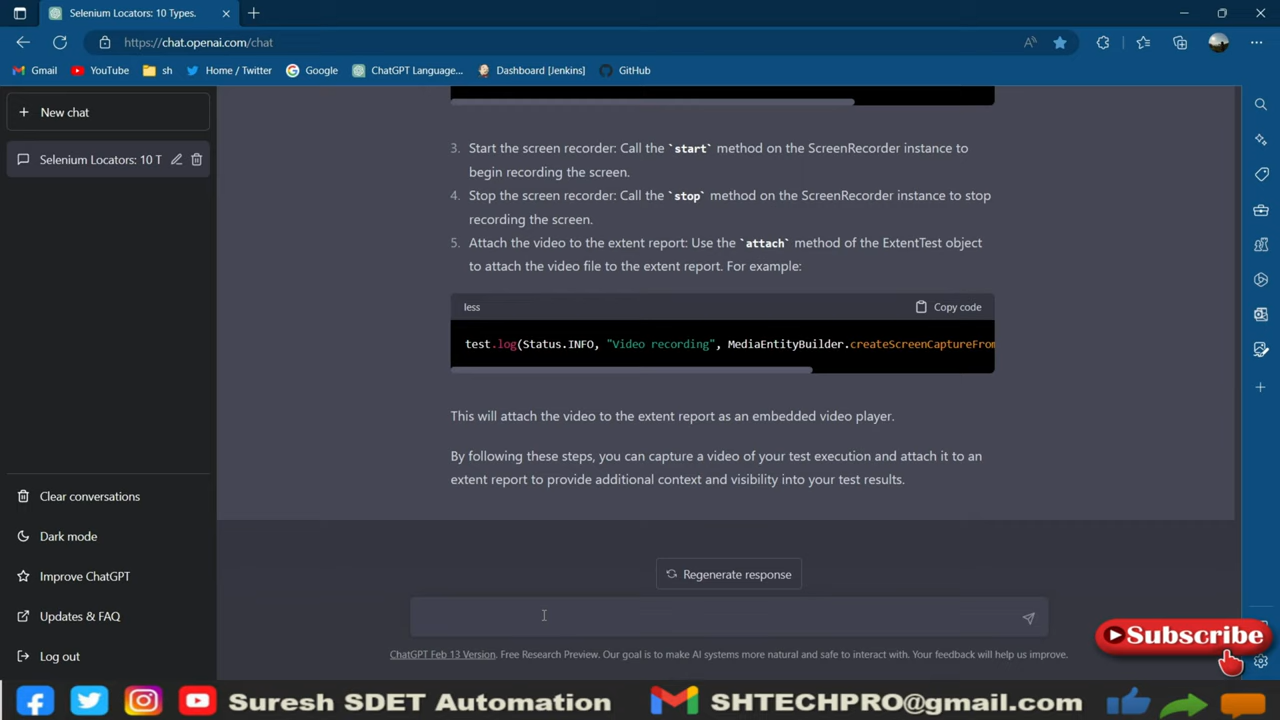 Selenium Locators: 10 Types.
https://chat.openai.com/chat
Gmail
YouTube
sh
Home / Twitter
Google
ChatGPT Language...
Dashboard [Jenkins]
GitHub
New chat
Selenium Locators: 10 T
3. Start the screen recorder: Call the `start` method on the ScreenRecorder instance to
begin recording the screen.
4. Stop the screen recorder: Call the `stop` method on the ScreenRecorder instance to stop
recording the screen.
5. Attach the video to the extent report: Use the `attach` method of the ExtentTest object
to attach the video file to the extent report. For example:
less
Copy code
test.log(Status.INFO, "Video recording", MediaEntityBuilder.createScreenCaptureFrom
This will attach the video to the extent report as an embedded video player.
By following these steps, you can capture a video of your test execution and attach it to an
extent report to provide additional context and visibility into your test results.
Clear conversations
Dark mode
Improve ChatGPT
Updates & FAQ
Log out
Regenerate response
ChatGPT Feb 13 Version. Free Research Preview. Our goal is to make AI systems more natural and safe to interact with. Your feedback will help us improve.
Subscribe
Suresh SDET Automation
SHTECHPRO@gmail.com